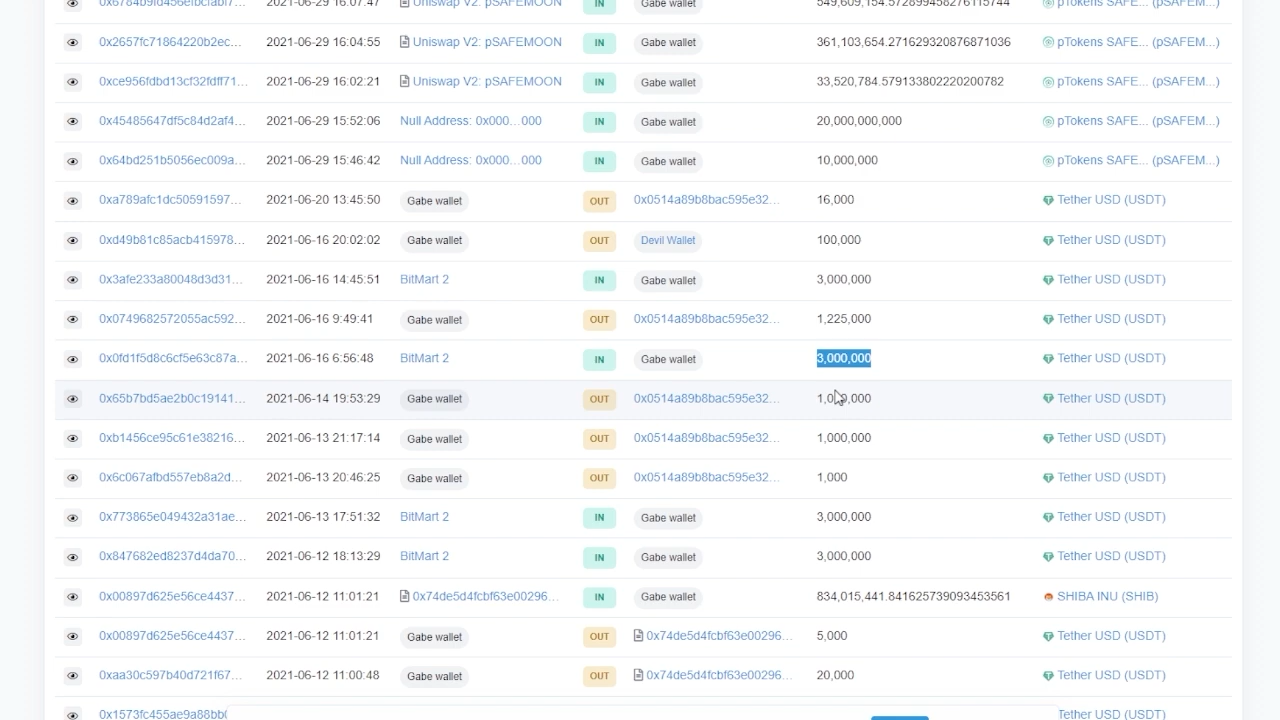 0x6784b9fd456efbcfabf7... 2021-06-29 16:07:47 Uniswap V2: pSAFEMOON IN Gabe wallet 549,609,154.572899458276115744 pTokens SAFE... (pSAFEM...)
0x2657fc71864220b2ec... 2021-06-29 16:04:55 Uniswap V2: pSAFEMOON IN Gabe wallet 361,103,654.271629320876871036 pTokens SAFE... (pSAFEM...)
0xce956fdbd13cf32fdff71... 2021-06-29 16:02:21 Uniswap V2: pSAFEMOON IN Gabe wallet 33,520,784.579133802220200782 pTokens SAFE... (pSAFEM...)
0x45485647df5c84d2af4... 2021-06-29 15:52:06 Null Address: 0x000...000 IN Gabe wallet 20,000,000,000 pTokens SAFE... (pSAFEM...)
0x64bd251b5056ec009a... 2021-06-29 15:46:42 Null Address: 0x000...000 IN Gabe wallet 10,000,000 pTokens SAFE... (pSAFEM...)
0xa789afc1dc50591597... 2021-06-20 13:45:50 Gabe wallet OUT 0x0514a89b8bac595e32... 16,000 Tether USD (USDT)
0xd49b81c85acb415978... 2021-06-16 20:02:02 Gabe wallet OUT Devil Wallet 100,000 Tether USD (USDT)
0x3afe233a80048d3d31... 2021-06-16 14:45:51 BitMart 2 IN Gabe wallet 3,000,000 Tether USD (USDT)
0x0749682572055ac592... 2021-06-16 9:49:41 Gabe wallet OUT 0x0514a89b8bac595e32... 1,225,000 Tether USD (USDT)
0x0fd1f5d8c6cf5e63c87a... 2021-06-16 6:56:48 BitMart 2 IN Gabe wallet 3,000,000 Tether USD (USDT)
0x65b7bd5ae2b0c19141... 2021-06-14 19:53:29 Gabe wallet OUT 0x0514a89b8bac595e32... 1,000,000 Tether USD (USDT)
0xb1456ce95c61e38216... 2021-06-13 21:17:14 Gabe wallet OUT 0x0514a89b8bac595e32... 1,000,000 Tether USD (USDT)
0x6c067afbd557eb8a2d... 2021-06-13 20:46:25 Gabe wallet OUT 0x0514a89b8bac595e32... 1,000 Tether USD (USDT)
0x773865e049432a31ae... 2021-06-13 17:51:32 BitMart 2 IN Gabe wallet 3,000,000 Tether USD (USDT)
0x847682ed8237d4da70... 2021-06-12 18:13:29 BitMart 2 IN Gabe wallet 3,000,000 Tether USD (USDT)
0x00897d625e56ce4437... 2021-06-12 11:01:21 0x74de5d4fcbf63e00296... IN Gabe wallet 834,015,441.841625739093453561 SHIBA INU (SHIB)
0x00897d625e56ce4437... 2021-06-12 11:01:21 Gabe wallet OUT 0x74de5d4fcbf63e00296... 5,000 Tether USD (USDT)
0xaa30c597b40d721f67... 2021-06-12 11:00:48 Gabe wallet OUT 0x74de5d4fcbf63e00296... 20,000 Tether USD (USDT)
0x1573fc455ae9a88bb Tether USD (USDT)